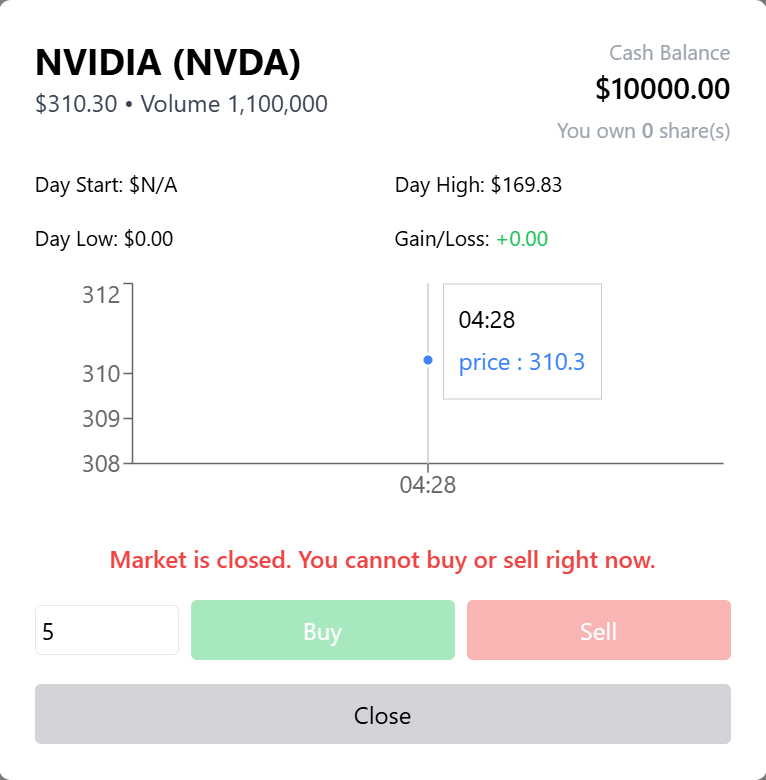 NVIDIA (NVDA)
$310.30 • Volume 1,100,000
Cash Balance
$10000.00
You own 0 share(s)
Day Start: $N/A
Day High: $169.83
Day Low: $0.00
Gain/Loss: +0.00
312
310
309
308
04:28
price : 310.3
04:28
Market is closed. You cannot buy or sell right now.
5
Buy
Sell
Close